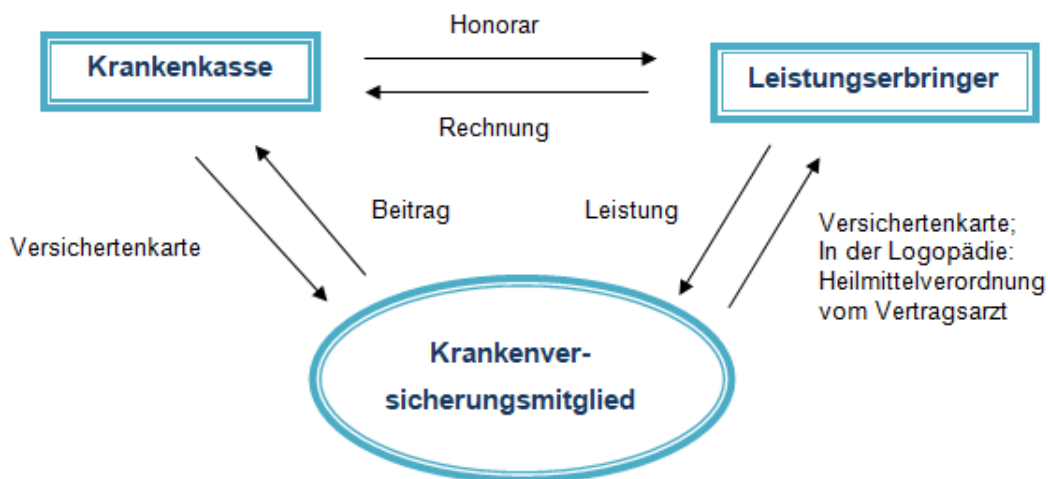 Honorar
Krankenkasse
Leistungserbringer
Rechnung
Beitrag
Leistung
Versichertenkarte
Versichertenkarte;
In der Logopädie:
Heilmittelverordnung
vom Vertragsarzt
Krankenver-
sicherungsmitglied